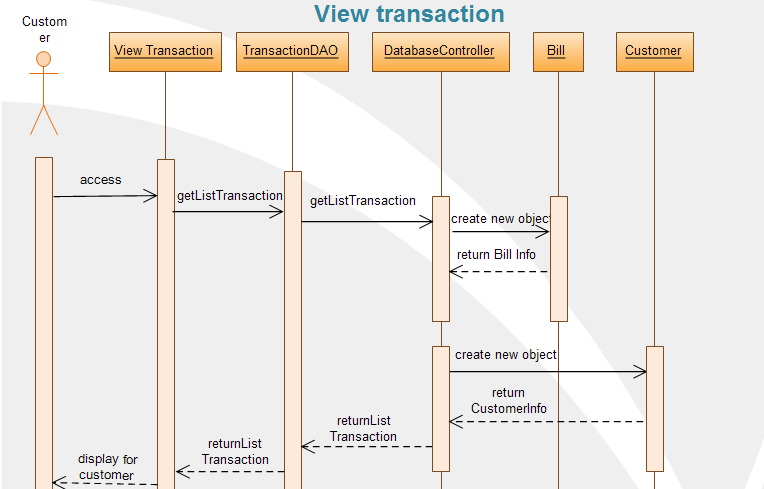 View transaction
Custom
er
View Transaction
TransactionDAO
DatabaseController
Bill
Customer
access
getListTransaction
getListTransaction
create new object
return Bill Info
create new object
return
CustomerInfo
returnList
Transaction
returnList
Transaction
display for
customer